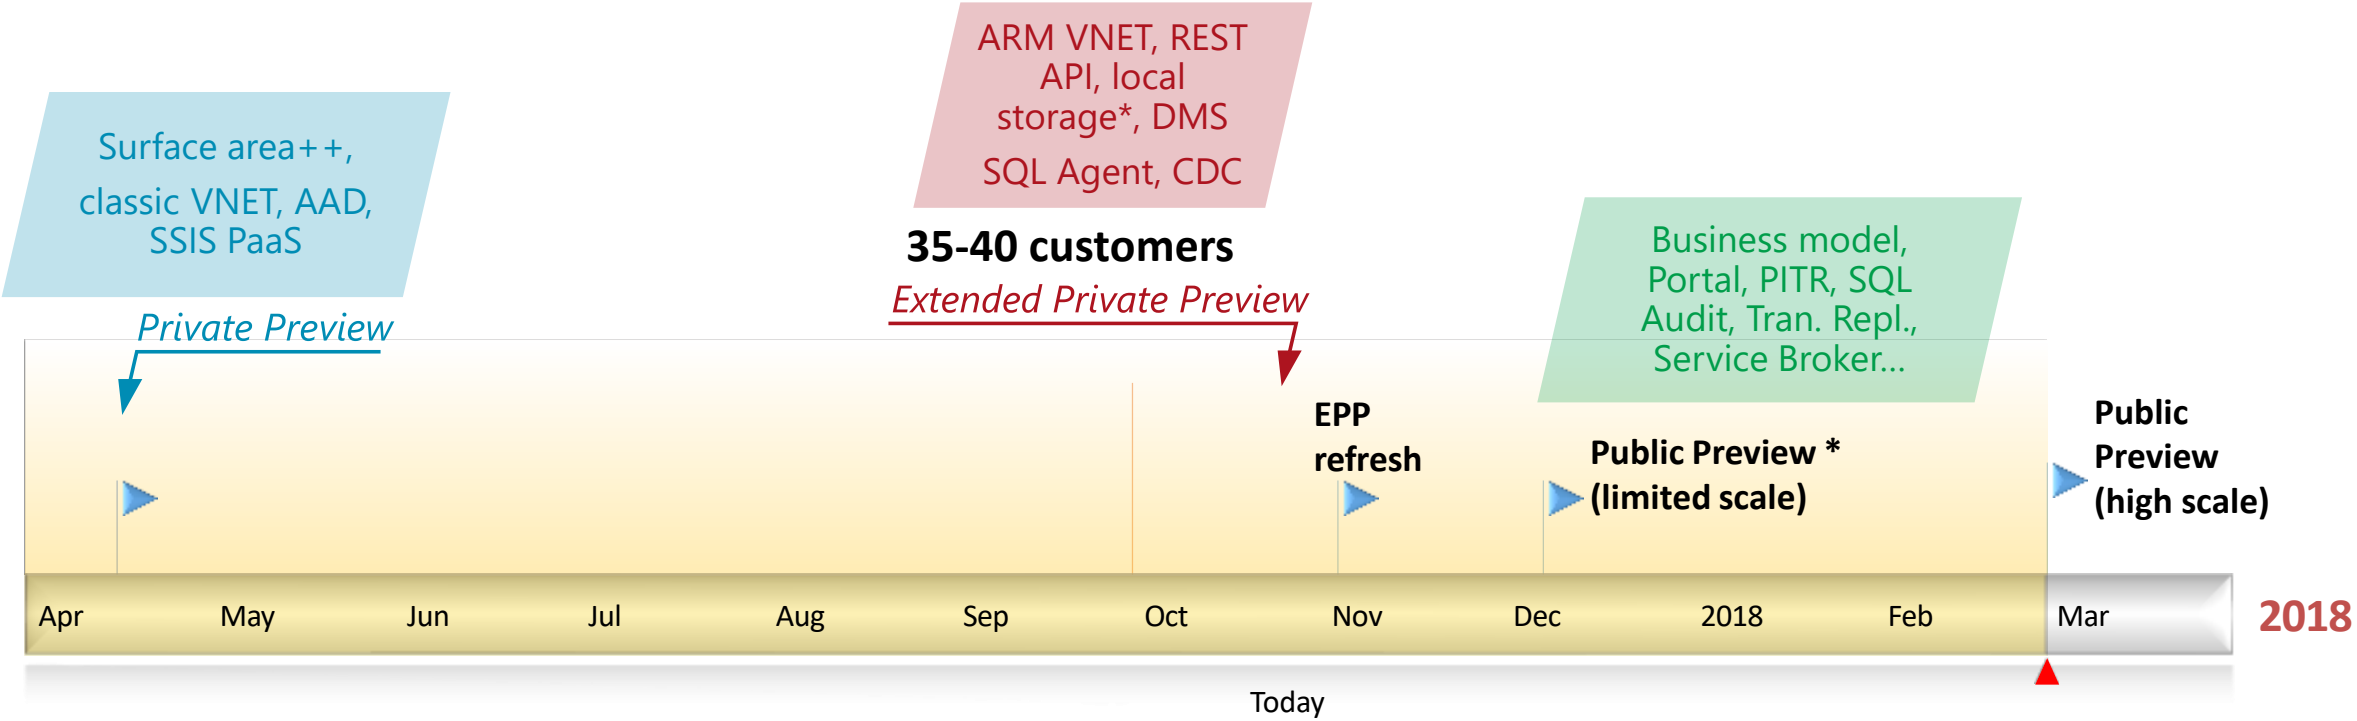 Surface area++,
classic VNET, AAD,
SSIS PaaS
Private Preview
ARM VNET, REST
API, local
storage*, DMS
SQL Agent, CDC
35-40 customers
Extended Private Preview
EPP
refresh
Business model,
Portal, PITR, SQL
Audit, Tran. Repl.,
Service Broker...
Public Preview *
(limited scale)
Public
Preview
(high scale)
Apr May Jun Jul Aug Sep Oct Nov Dec 2018 Feb Mar 2018
Today